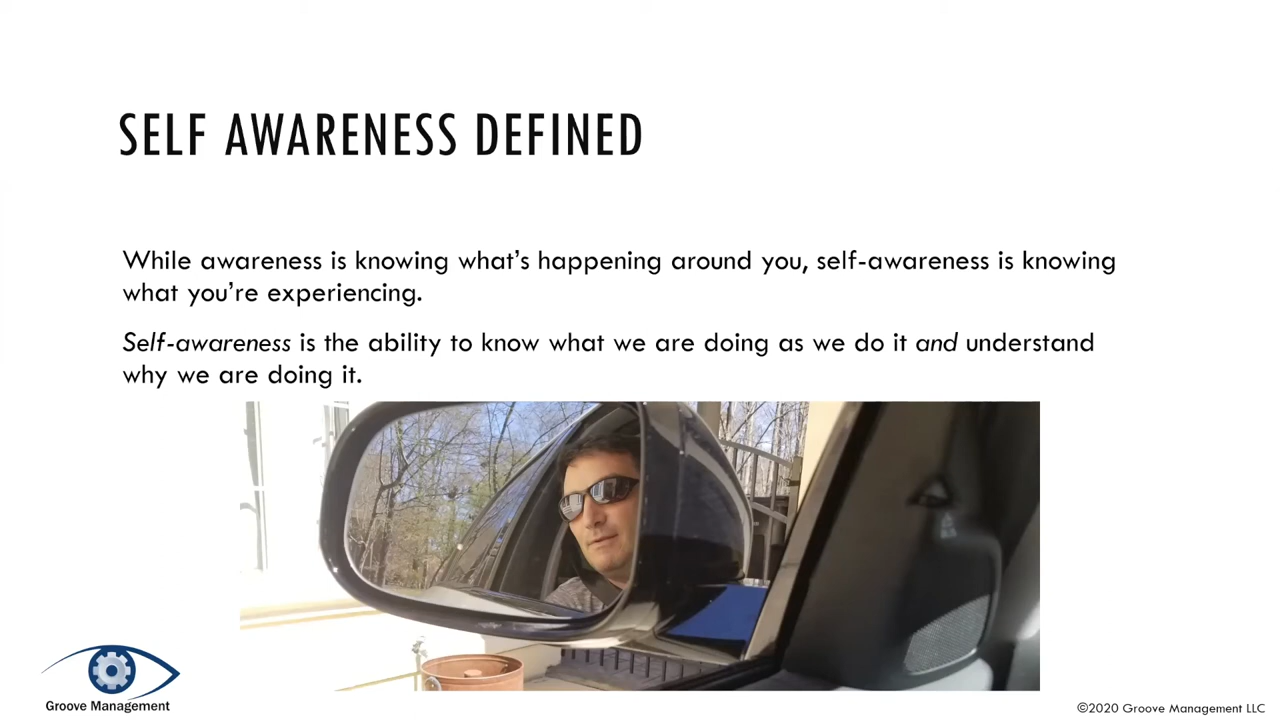 SELF AWARENESS DEFINED
While awareness is knowing what’s happening around you, self-awareness is knowing
what you’re experiencing.
Self-awareness is the ability to know what we are doing as we do it and understand
why we are doing it.
Groove Management
©2020 Groove Management LLC